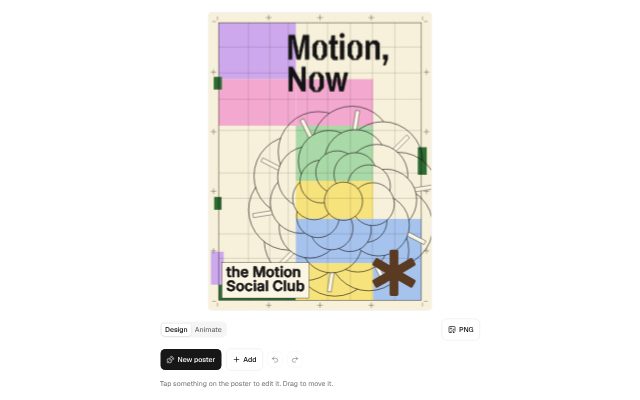 Motion,
Now
the Motion
Social Club
Design
Animate
PNG
New poster
Add
Tap something on the poster to edit it. Drag to move it.